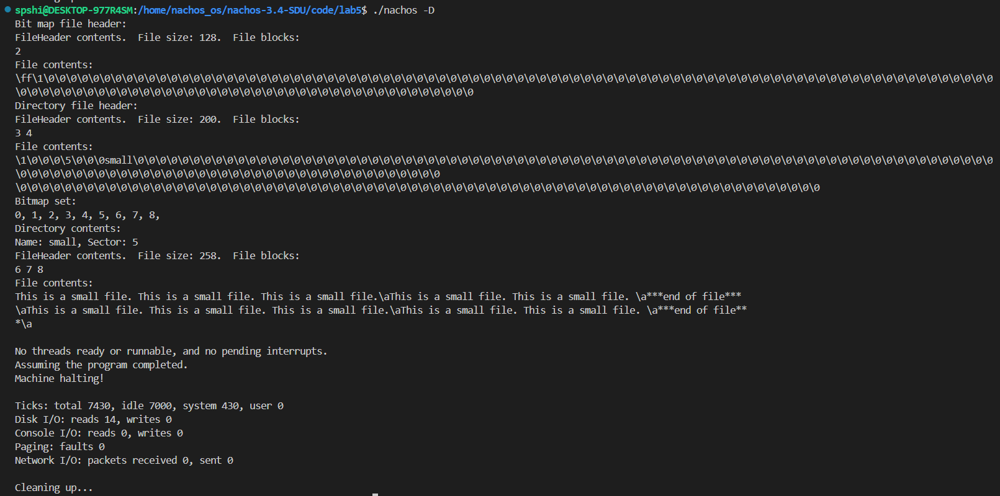 spshi@DESKTOP-977R4SM:/home/nachos_os/nachos-3.4-SDU/code/lab5$ ./nachos -D
Bit map file header:
FileHeader contents.  File size: 128.  File blocks:
2
File contents:
\ff\1\0\0\0\0\0\0\0\0\0\0\0\0\0\0\0\0\0\0\0\0\0\0\0\0\0\0\0\0\0\0\0\0\0\0\0\0\0\0\0\0\0\0\0\0\0\0\0\0\0\0\0\0\0\0\0\0\0\0\0\0\0\0\0\0\0\0\0\0\0\0\0\0\0\0\0\0\0\0\0\0\0\0\0\0\0
\0\0\0\0\0\0\0\0\0\0\0\0\0\0\0\0\0\0\0\0\0\0\0\0\0\0\0\0\0\0\0\0\0\0\0\0\0\0\0\0\0
Directory file header:
FileHeader contents.  File size: 200.  File blocks:
3 4
File contents:
\1\0\0\0\5\0\0\0small\0\0\0\0\0\0\0\0\0\0\0\0\0\0\0\0\0\0\0\0\0\0\0\0\0\0\0\0\0\0\0\0\0\0\0\0\0\0\0\0\0\0\0\0\0\0\0\0\0\0\0\0\0\0\0\0\0\0\0\0\0\0\0\0\0\0\0\0\0\0\0\0\0
\0\0\0\0\0\0\0\0\0\0\0\0\0\0\0\0\0\0\0\0\0\0\0\0\0\0\0\0\0\0\0\0\0\0\0\0\0\0
\0\0\0\0\0\0\0\0\0\0\0\0\0\0\0\0\0\0\0\0\0\0\0\0\0\0\0\0\0\0\0\0\0\0\0\0\0\0\0\0\0\0\0\0\0\0\0\0\0\0\0\0\0\0\0\0\0\0\0\0\0\0\0\0\0\0\0\0\0\0\0\0
Bitmap set:
0, 1, 2, 3, 4, 5, 6, 7, 8,
Directory contents:
Name: small, Sector: 5
FileHeader contents.  File size: 258.  File blocks:
6 7 8
File contents:
This is a small file. This is a small file. This is a small file.\aThis is a small file. This is a small file. \a***end of file***
\aThis is a small file. This is a small file. This is a small file.\aThis is a small file. This is a small file. \a***end of file**
*\a
No threads ready or runnable, and no pending interrupts.
Assuming the program completed.
Machine halting!
Ticks: total 7430, idle 7000, system 430, user 0
Disk I/O: reads 14, writes 0
Console I/O: reads 0, writes 0
Paging: faults 0
Network I/O: packets received 0, sent 0
Cleaning up...